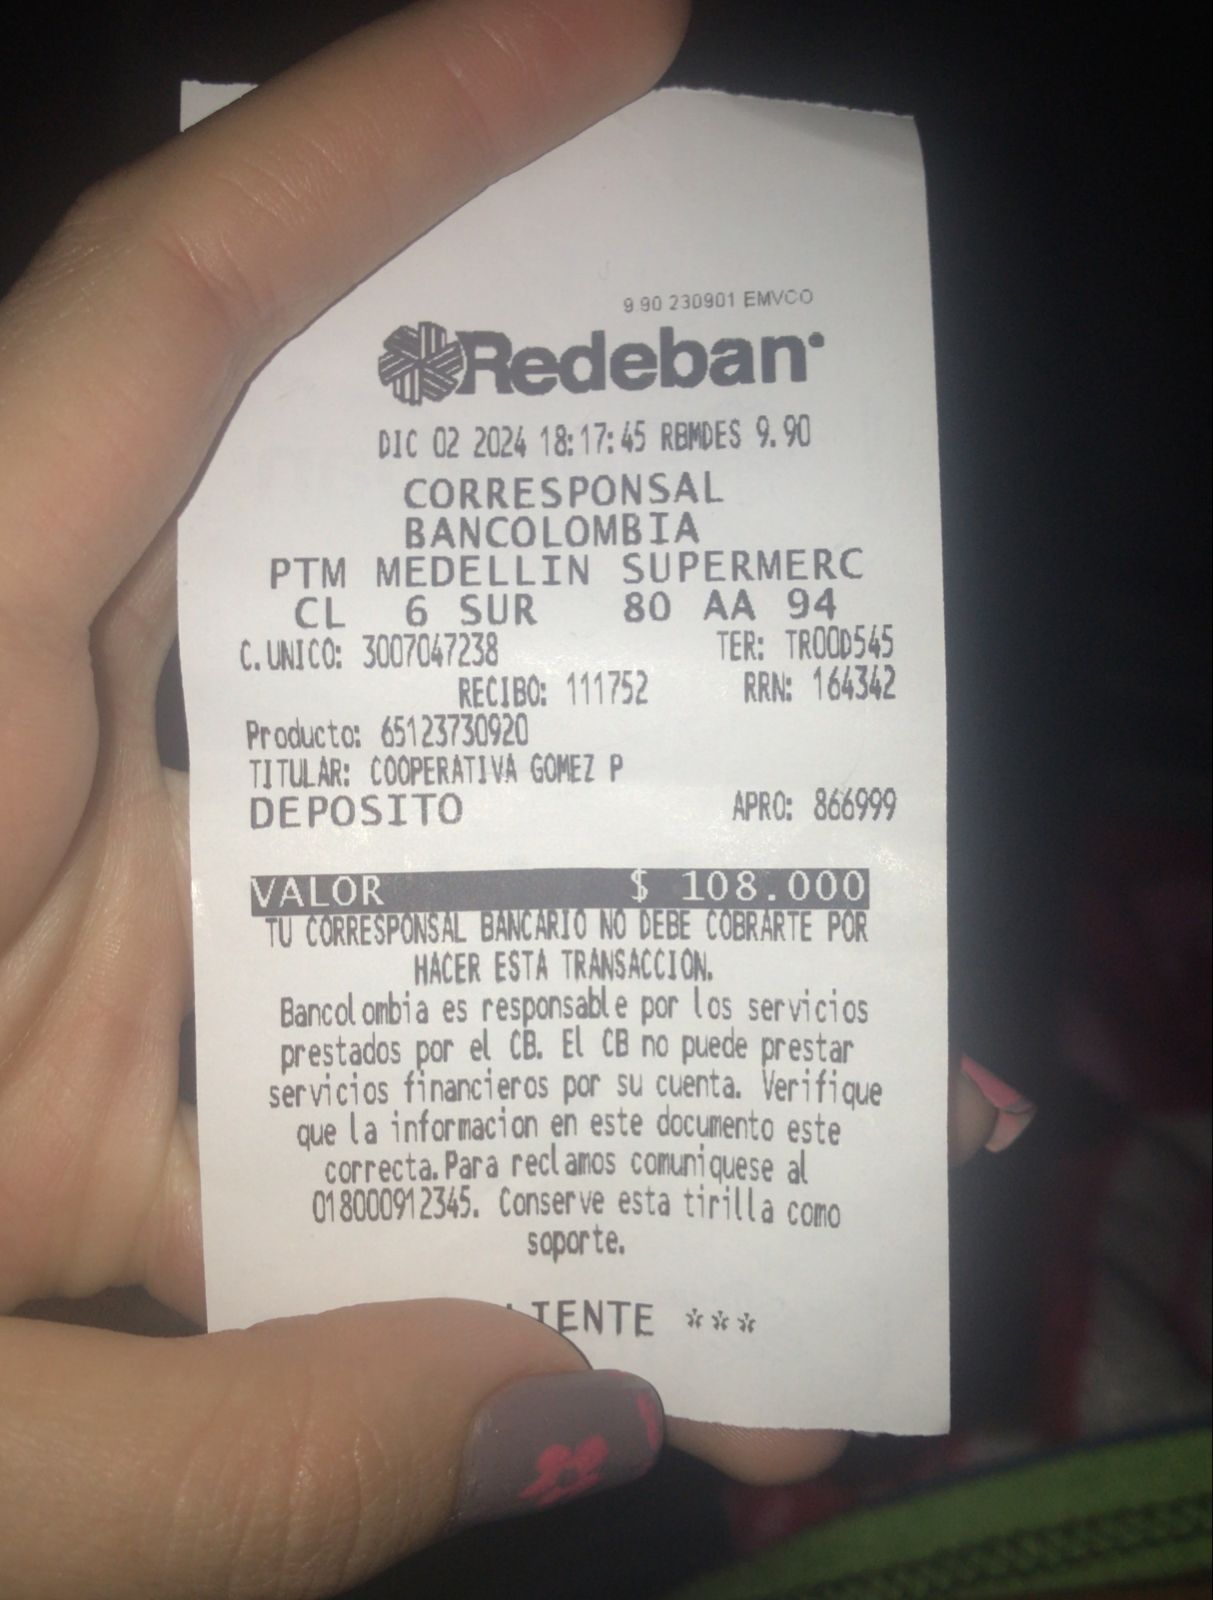 9.90 230901 EMVCO
Redeban
DIC 02 2024 18:17:45 RBMDES 9.90
CORRESPONSAL
BANCOLOMBIA
PTM MEDELLIN SUPERMERC
CL 6 SUR 80 AA 94
C.UNICO: 3007047238 TER: TR00D545
RECIBO: 111752 RRN: 164342
Producto: 65123730920
TITULAR: COOPERATIVA GOMEZ P
DEPOSITO APRO: 866999
VALOR $ 108.000
TU CORRESPONSAL BANCARIO NO DEBE COBRARTE POR
HACER ESTA TRANSACCION.
Bancolombia es responsable por los servicios
prestados por el CB. El CB no puede prestar
servicios financieros por su cuenta. Verifique
que la informacion en este documento este
correcta.Para reclamos comuniquese al
018000912345. Conserve esta tirilla como
soporte.
LIENTE ***